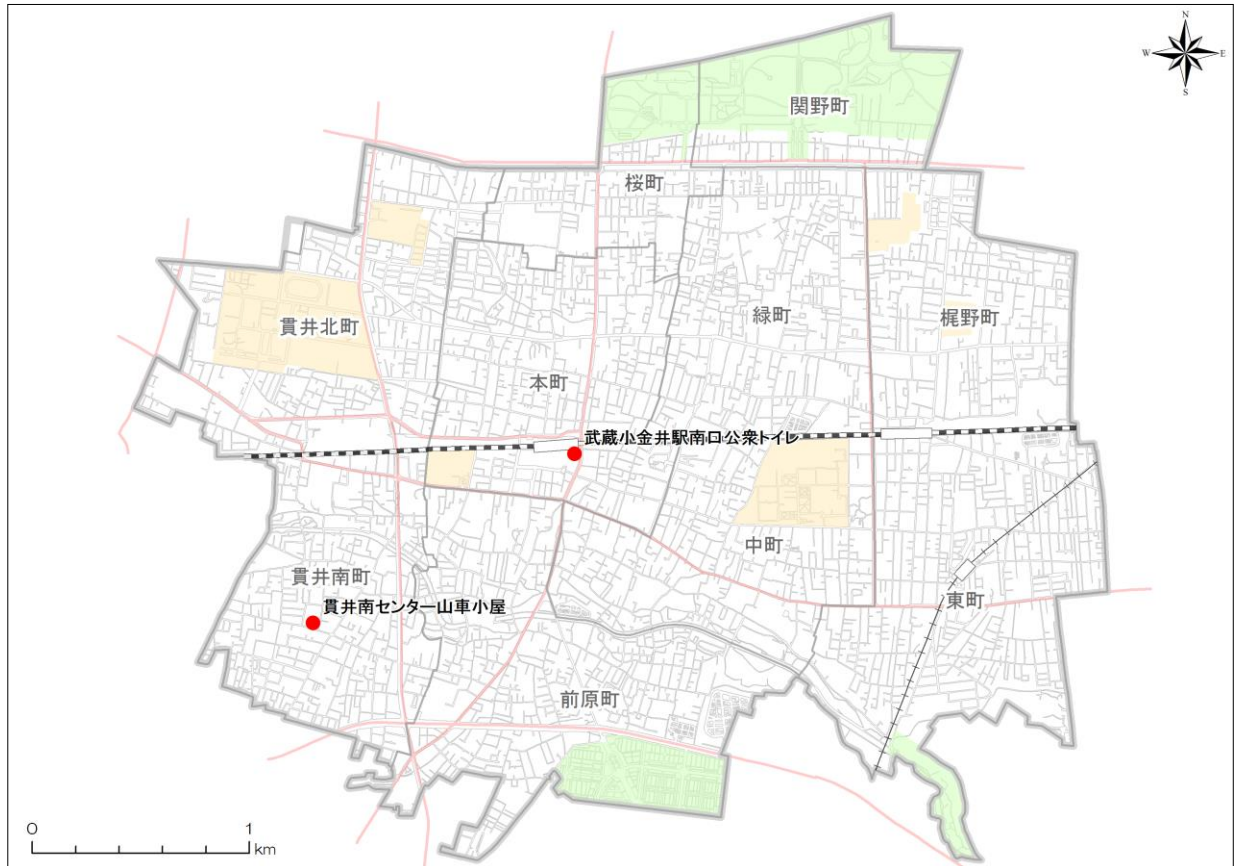 N
W
E
S
関野町
桜町
緑町
梶野町
貫井北町
本町
武蔵小金井駅南口公衆トイレ
中町
貫井南町
東町
貫井南センター山車小屋
前原町
0
1
km